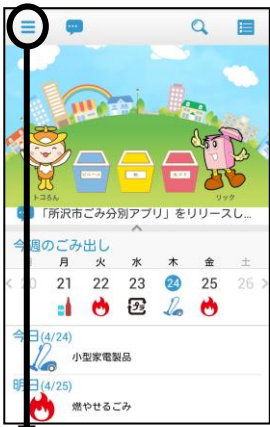 トコろん
リック
「所沢市ごみ分別アプリ」をリリースし...
今週のごみ出し
月 火 水 木 金 土
20 21 22 23 24 25 26
今日(4/24)
小型家電製品
明日(4/25)
燃やせるごみ